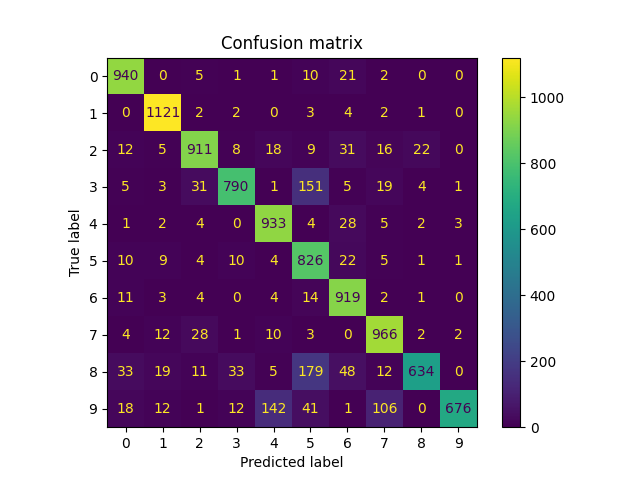 Confusion matrix
True label
0 940 0 5 1 1 10 21 2 0 0
1 0 1121 2 2 0 3 4 2 1 0
2 12 5 911 8 18 9 31 16 22 0
3 5 3 31 790 1 151 5 19 4 1
4 1 2 4 0 933 4 28 5 2 3
5 10 9 4 10 4 826 22 5 1 1
6 11 3 4 0 4 14 919 2 1 0
7 4 12 28 1 10 3 0 966 2 2
8 33 19 11 33 5 179 48 12 634 0
9 18 12 1 12 142 41 1 106 0 676
0 1 2 3 4 5 6 7 8 9
Predicted label
1000
800
600
400
200
0